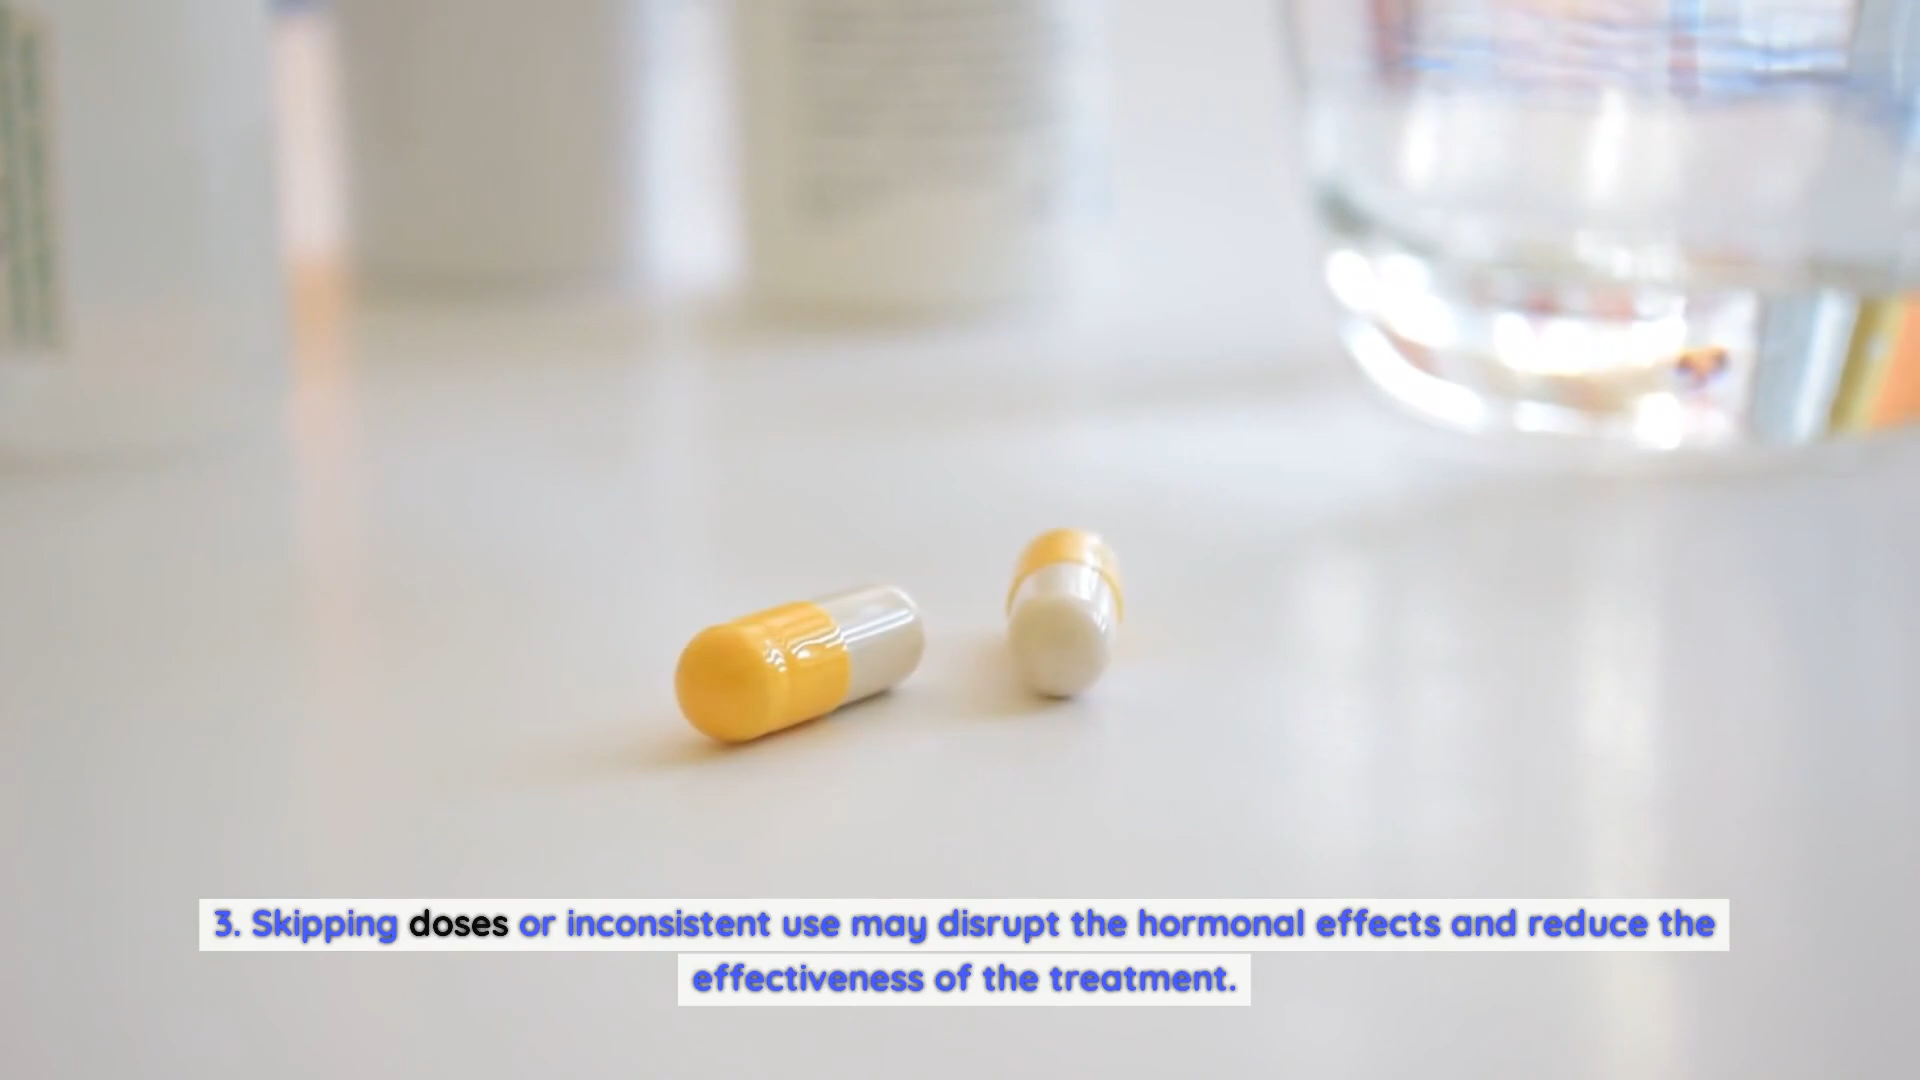 3. Skipping doses or inconsistent use may disrupt the hormonal effects and reduce the
effectiveness of the treatment.